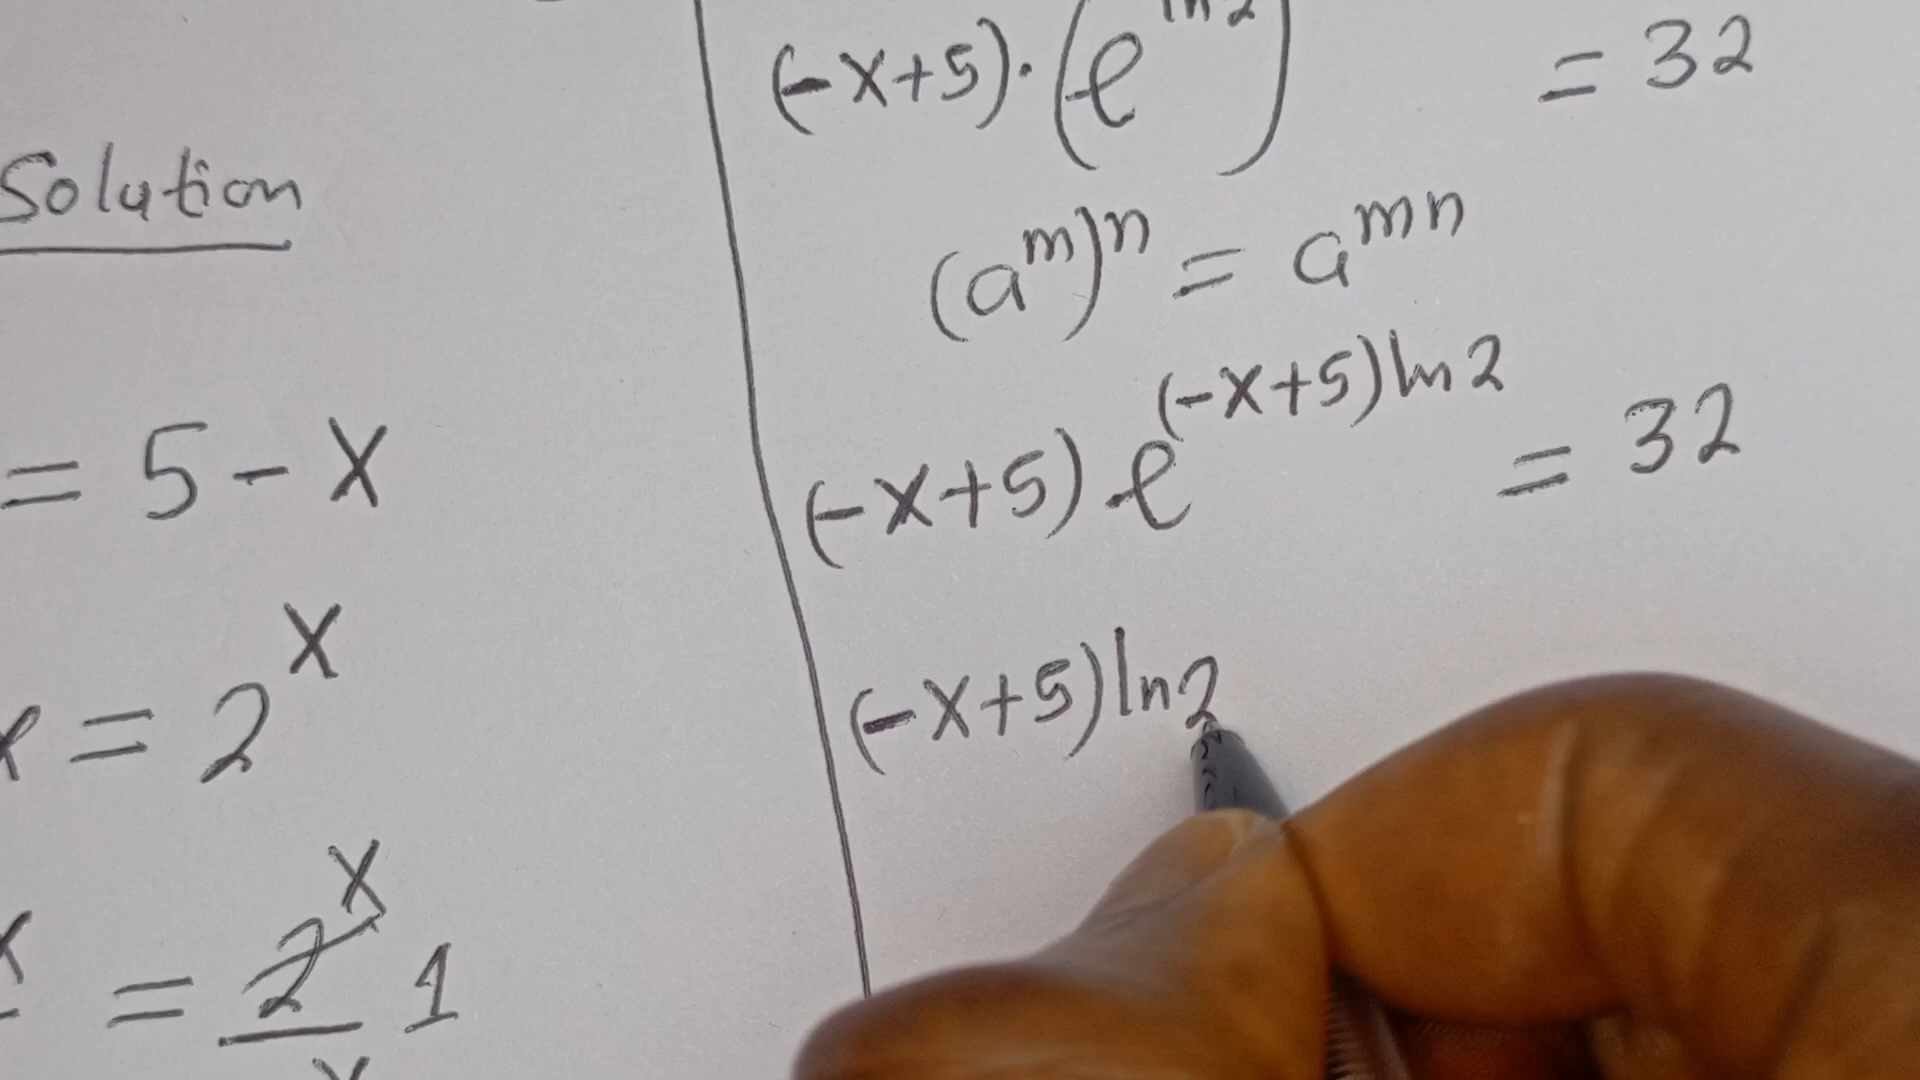 Solution
= 5 - x
x = 2^x
x = 2^x 1
x
(-x+5)·(e^ln2) = 32
(a^m)^n = a^mn
(-x+5) e^(-x+5)ln2 = 32
(-x+5)ln2